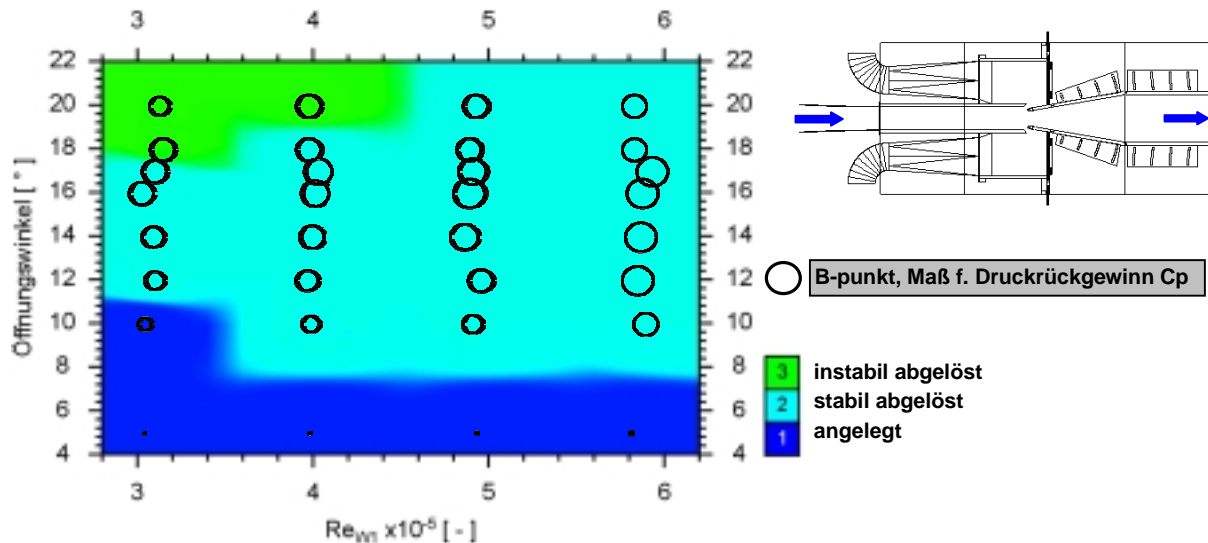 3 4 5 6
22 22
20 20
18 18
16 16
14 14
12 12
10 10
8 8
6 6
4 4
3 4 5 6
Öffnungswinkel [ ° ]
Re_W1 x10^-5 [ - ]
B-punkt, Maß f. Druckrückgewinn Cp
3 instabil abgelöst
2 stabil abgelöst
1 angelegt